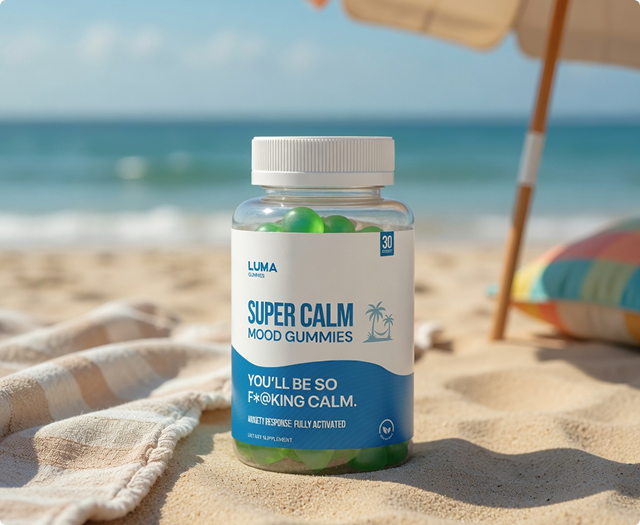 30
LUMA
GUMMIES
SUPER CALM
MOOD GUMMIES
YOU'LL BE SO
F*@KING CALM.
ANXIETY RESPONSE: FULLY ACTIVATED
DIETARY SUPPLEMENT